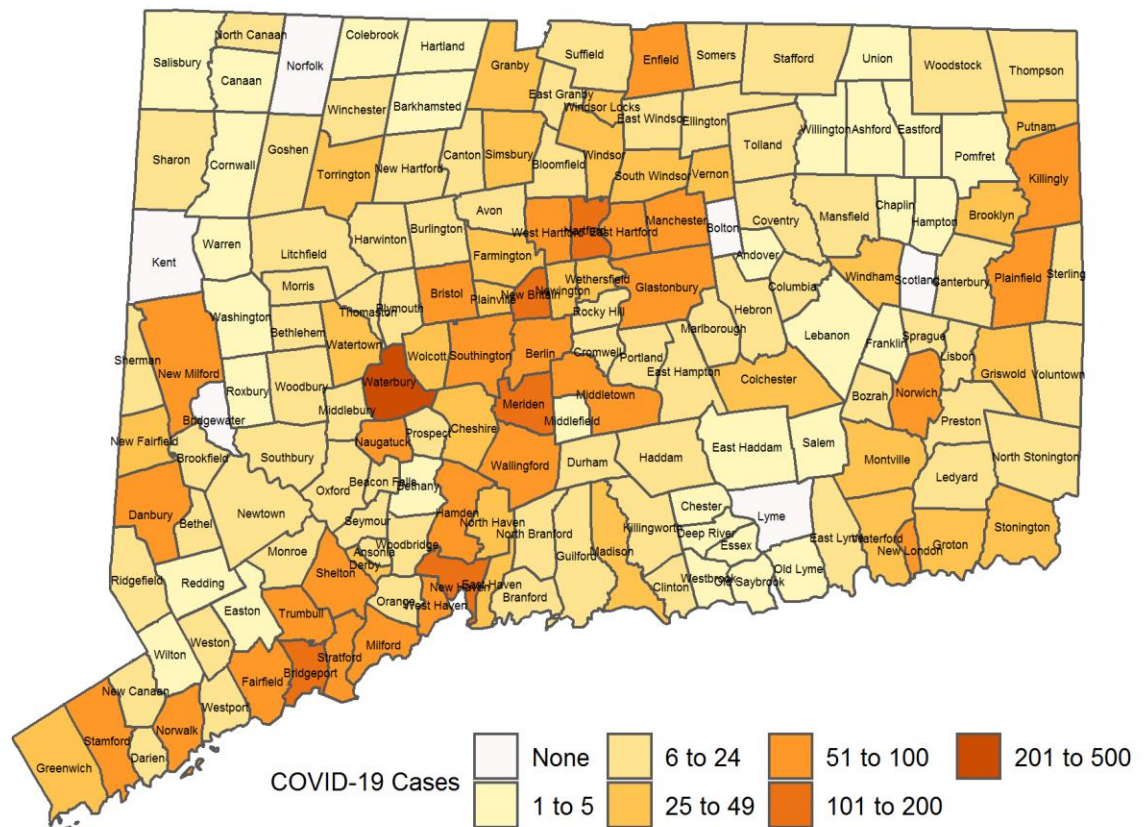 Colebrook
Hartland
North Canaan
Norfolk
Salisbury
Canaan
Granby
Suffield
Enfield
Somers
Stafford
Union
Woodstock
Thompson
East Granby
Windsor Locks
Winchester
Barkhamsted
East Windsor
Ellington
Willington
Ashford
Eastford
Putnam
Sharon
Cornwall
Goshen
Torrington
New Hartford
Canton
Simsbury
Bloomfield
Windsor
South Windsor
Vernon
Tolland
Pomfret
Killingly
Avon
West Hartford
Hartford
East Hartford
Manchester
Bolton
Coventry
Mansfield
Chaplin
Hampton
Brooklyn
Kent
Warren
Litchfield
Harwinton
Burlington
Farmington
Andover
Windham
Scotland
Canterbury
Plainfield
Sterling
Morris
Washington
Bethlehem
Thomaston
Plymouth
Bristol
Plainville
New Britain
Newington
Wethersfield
Glastonbury
Columbia
Rocky Hill
Hebron
Marlborough
Lebanon
Franklin
Sprague
Lisbon
Sherman
New Milford
Watertown
Wolcott
Southington
Berlin
Cromwell
Portland
East Hampton
Colchester
Griswold
Voluntown
Roxbury
Woodbury
Waterbury
Middlebury
Meriden
Middletown
Middlefield
Bozrah
Norwich
Preston
Bridgewater
New Fairfield
Brookfield
Southbury
Naugatuck
Prospect
Cheshire
Wallingford
Durham
Haddam
East Haddam
Salem
Montville
Ledyard
North Stonington
Danbury
Bethel
Newtown
Oxford
Beacon Falls
Bethany
Hamden
Seymour
Woodbridge
North Haven
North Branford
Guilford
Madison
Killingworth
Chester
Deep River
Essex
Lyme
East Lyme
Waterford
New London
Groton
Stonington
Ridgefield
Redding
Monroe
Ansonia
Derby
Shelton
Orange
New Haven
East Haven
West Haven
Branford
Clinton
Westbrook
Old Saybrook
Old Lyme
Easton
Trumbull
Weston
Wilton
Fairfield
Bridgeport
Stratford
Milford
New Canaan
Westport
Norwalk
Stamford
Darien
Greenwich
COVID-19 Cases
None
6 to 24
51 to 100
201 to 500
1 to 5
25 to 49
101 to 200